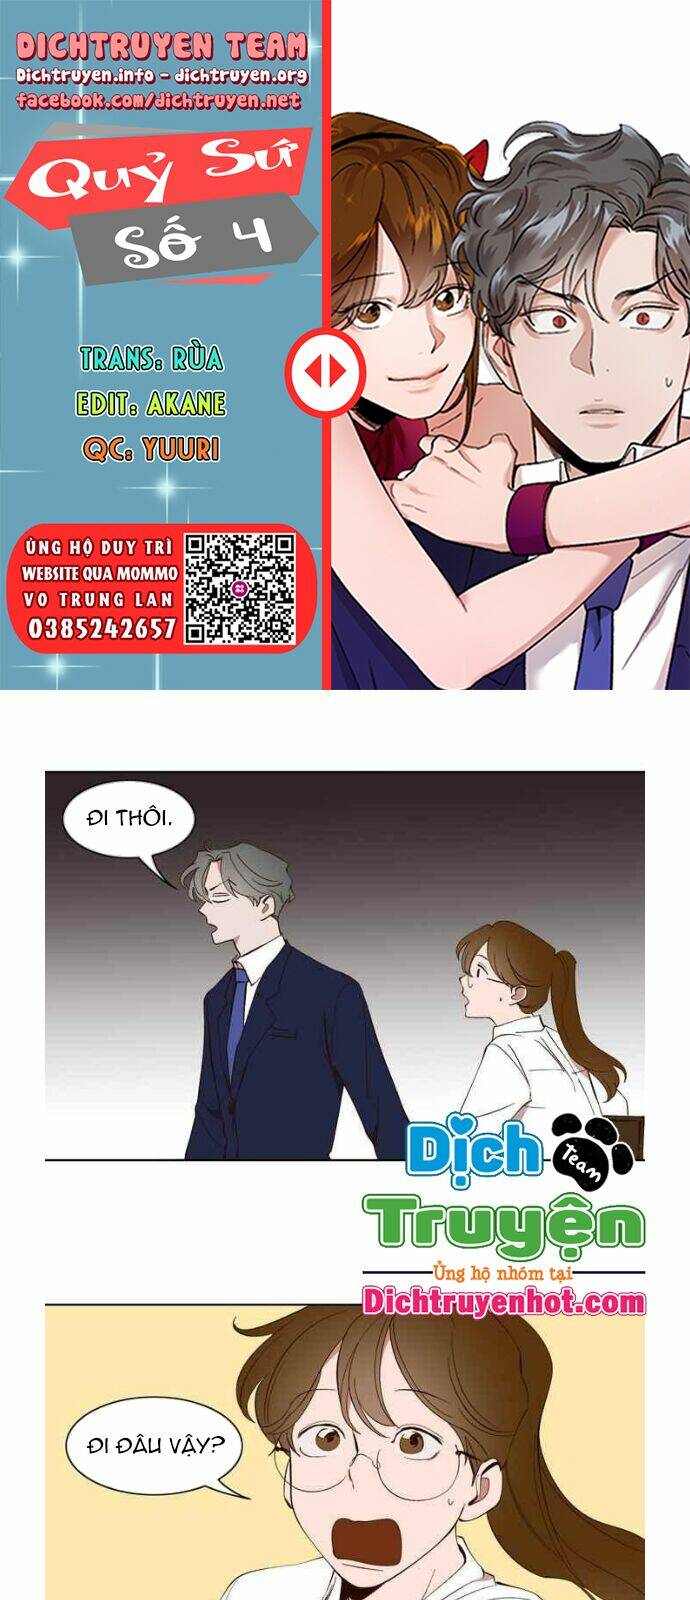 DICHTRUYEN TEAM
Dichtruyen.info - dichtruyen.org
facebook.com/dichtruyen.net
Quỷ Sứ
Số 4
TRANS: RÙA
EDIT: AKANE
QC: YUURI
ỦNG HỘ DUY TRÌ
WEBSITE QUA MOMMO
VO TRUNG LAN
0385242657
ĐI THÔI.
Dịch
team
Truyện
Ủng hộ nhóm tại
Dichtruyenhot.com
ĐI ĐÂU VẬY?